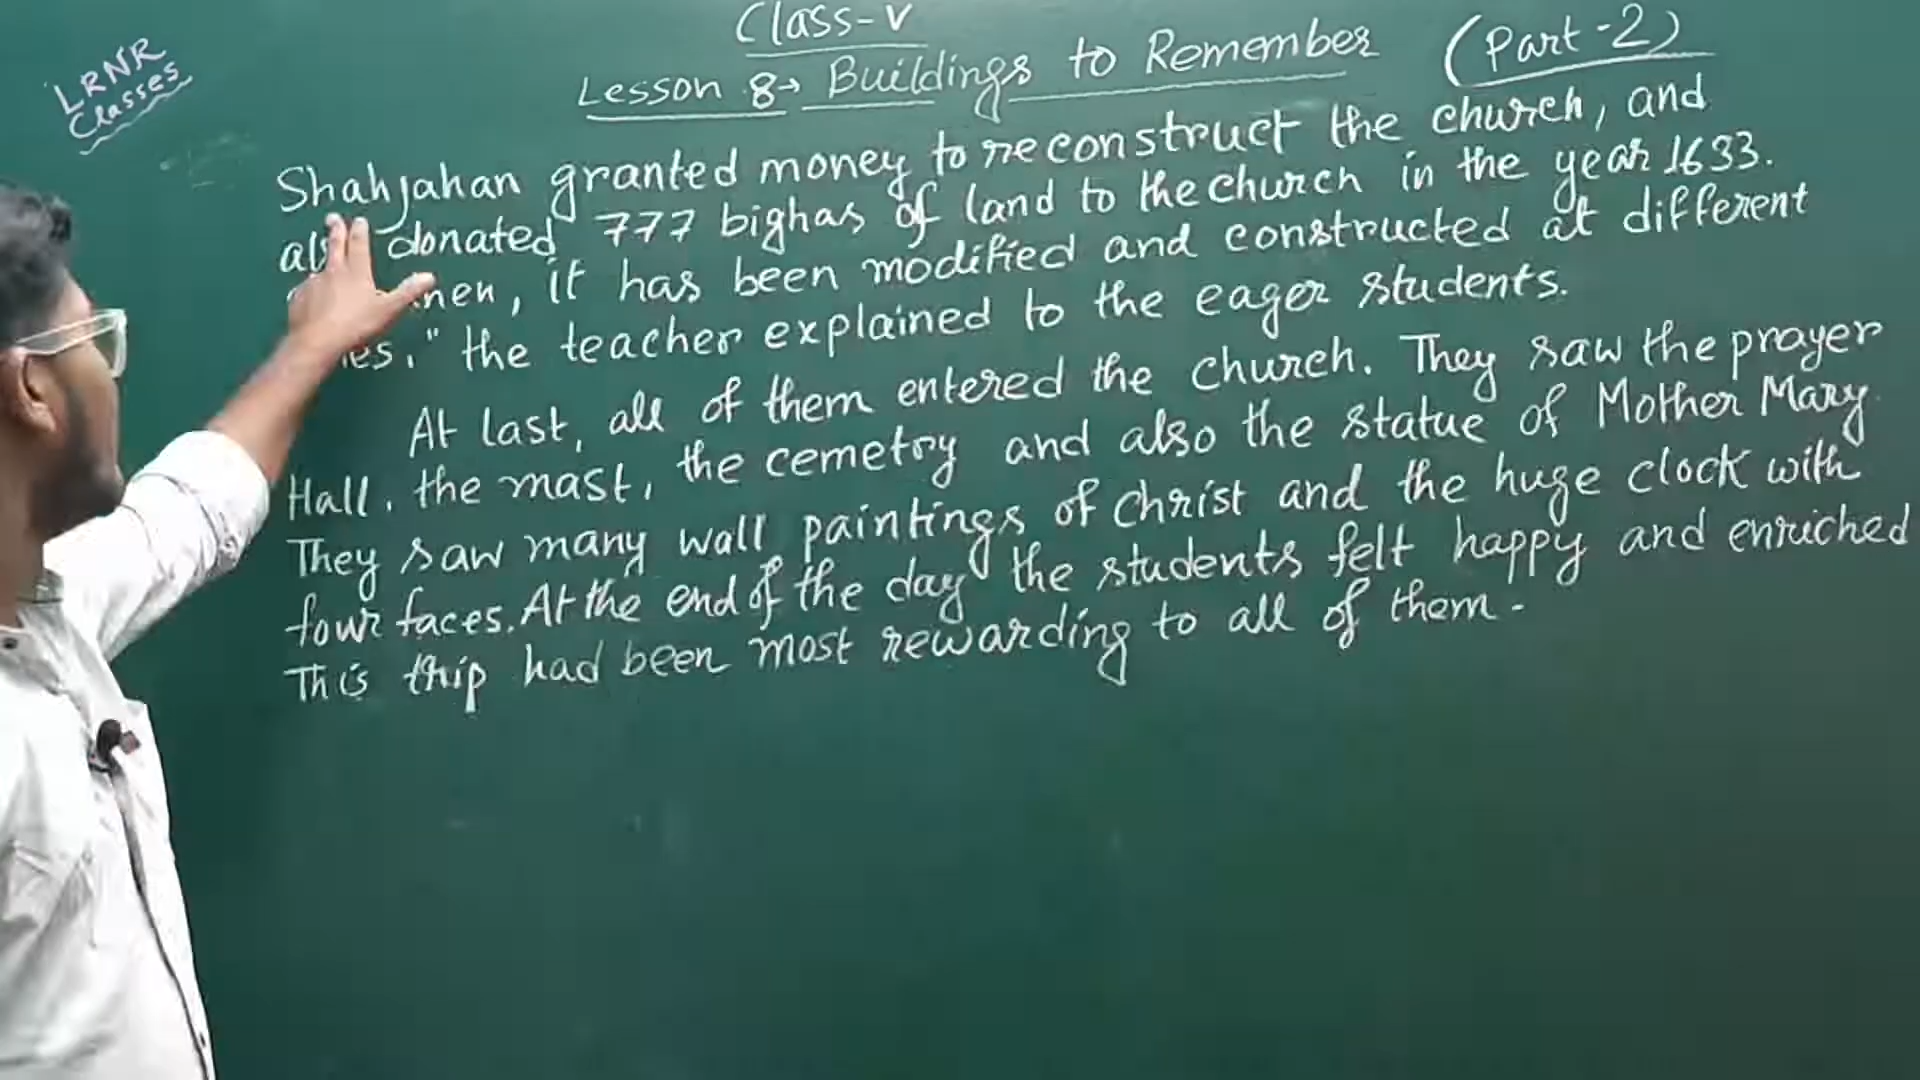 LRNR
Classes
Class-V
Lesson 8→ Buildings to Remember (Part-2)
Shahjahan granted money to reconstruct the church, and
donated 777 bighas of land to the church in the year 1633.
it has been modified and constructed at different
" the teacher explained to the eager students.
At last, all of them entered the church. They saw the prayer
Hall, the mast, the cemetry and also the statue of Mother Mary.
They saw many wall paintings of Christ and the huge clock with
four faces. At the end of the day the students felt happy and enriched
This trip had been most rewarding to all of them.